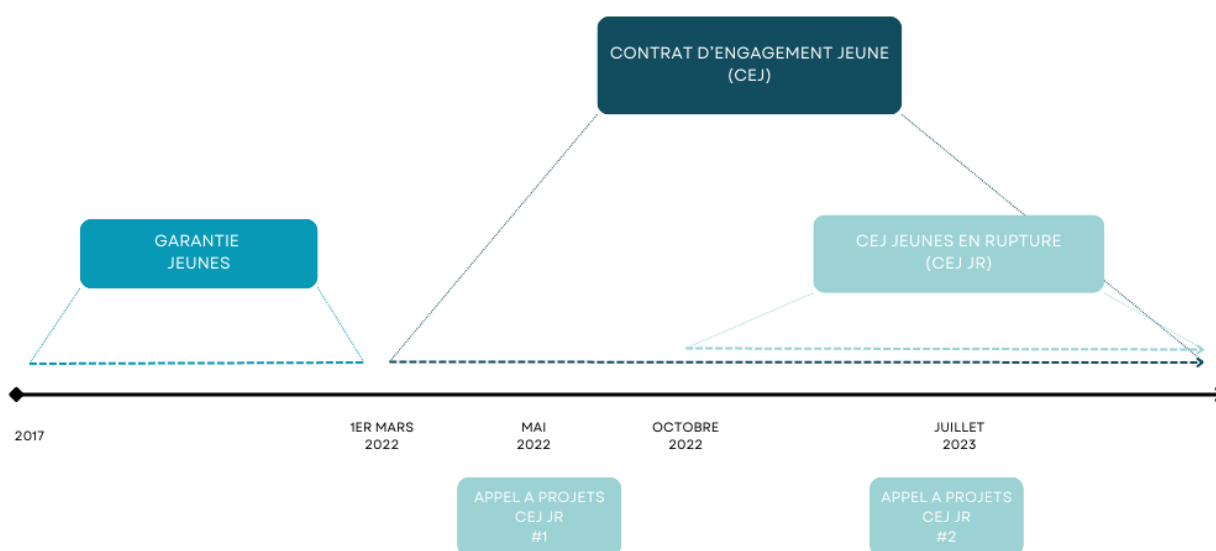 CONTRAT D'ENGAGEMENT JEUNE
(CEJ)
GARANTIE
JEUNES
CEJ JEUNES EN RUPTURE
(CEJ JR)
2017
1ER MARS
2022
MAI
2022
OCTOBRE
2022
JUILLET
2023
APPEL A PROJETS
CEJ JR
#1
APPEL A PROJETS
CEJ JR
#2